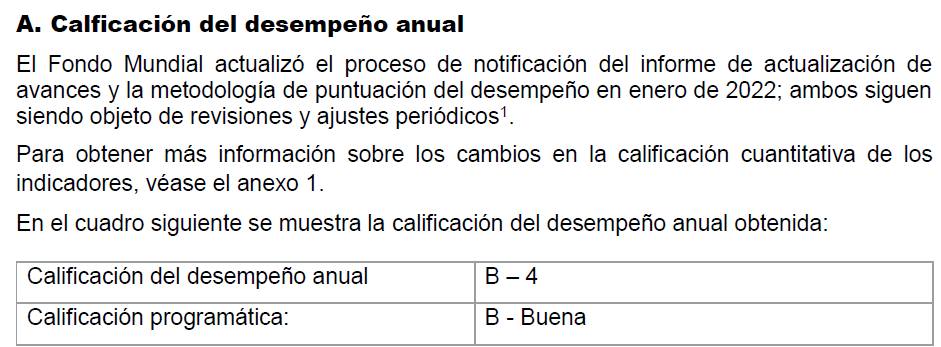 A. Calficación del desempeño anual
El Fondo Mundial actualizó el proceso de notificación del informe de actualización de
avances y la metodología de puntuación del desempeño en enero de 2022; ambos siguen
siendo objeto de revisiones y ajustes periódicos¹.
Para obtener más información sobre los cambios en la calificación cuantitativa de los
indicadores, véase el anexo 1.
En el cuadro siguiente se muestra la calificación del desempeño anual obtenida:
Calificación del desempeño anual B – 4
Calificación programática: B - Buena